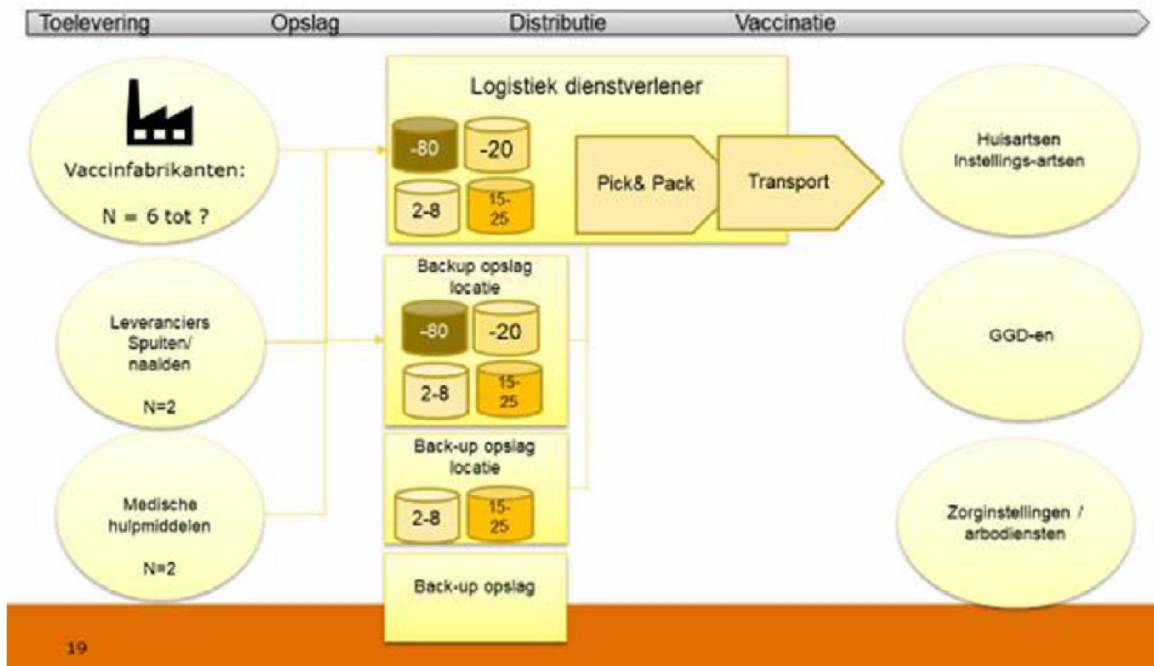 Toelevering
Opslag
Distributie
Vaccinatie
Vaccinfabrikanten:
N = 6 tot ?
Leveranciers
Spuiten/
naalden
N=2
Medische
hulpmiddelen
N=2
Logistiek dienstverlener
-80
-20
2-8
15-
25
Pick& Pack
Transport
Backup opslag
locatie
-80
-20
2-8
15-
25
Back-up opslag
locatie
2-8
15-
25
Back-up opslag
Huisartsen
Instellings-artsen
GGD-en
Zorginstellingen /
arbodiensten
19